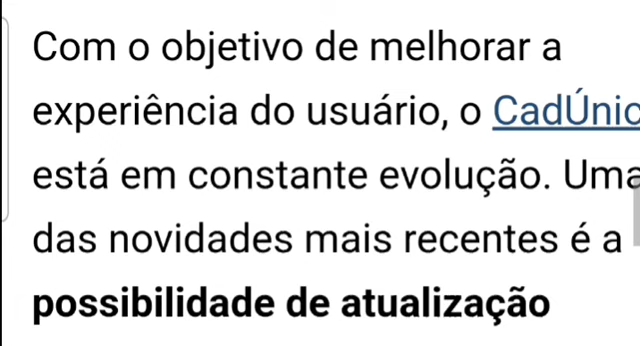 Com o objetivo de melhorar a
experiência do usuário, o CadÚnic
está em constante evolução. Uma
das novidades mais recentes é a
possibilidade de atualização